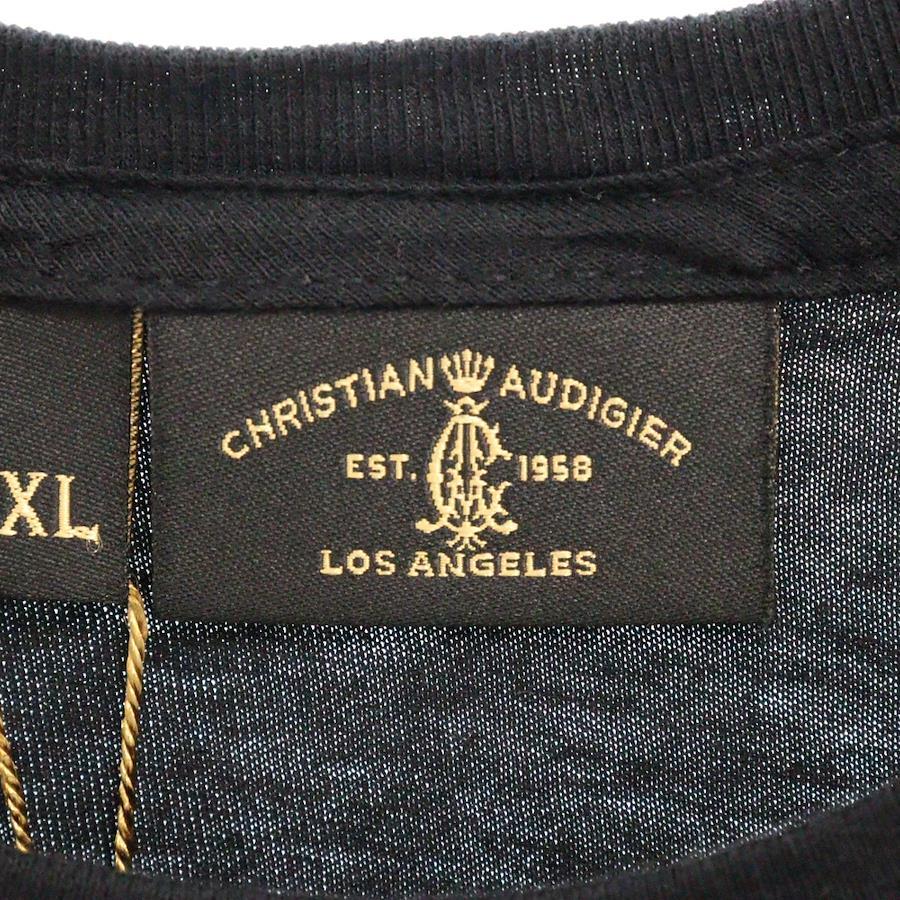 CHRISTIAN AUDIGIER
EST. 1958
LOS ANGELES
XL